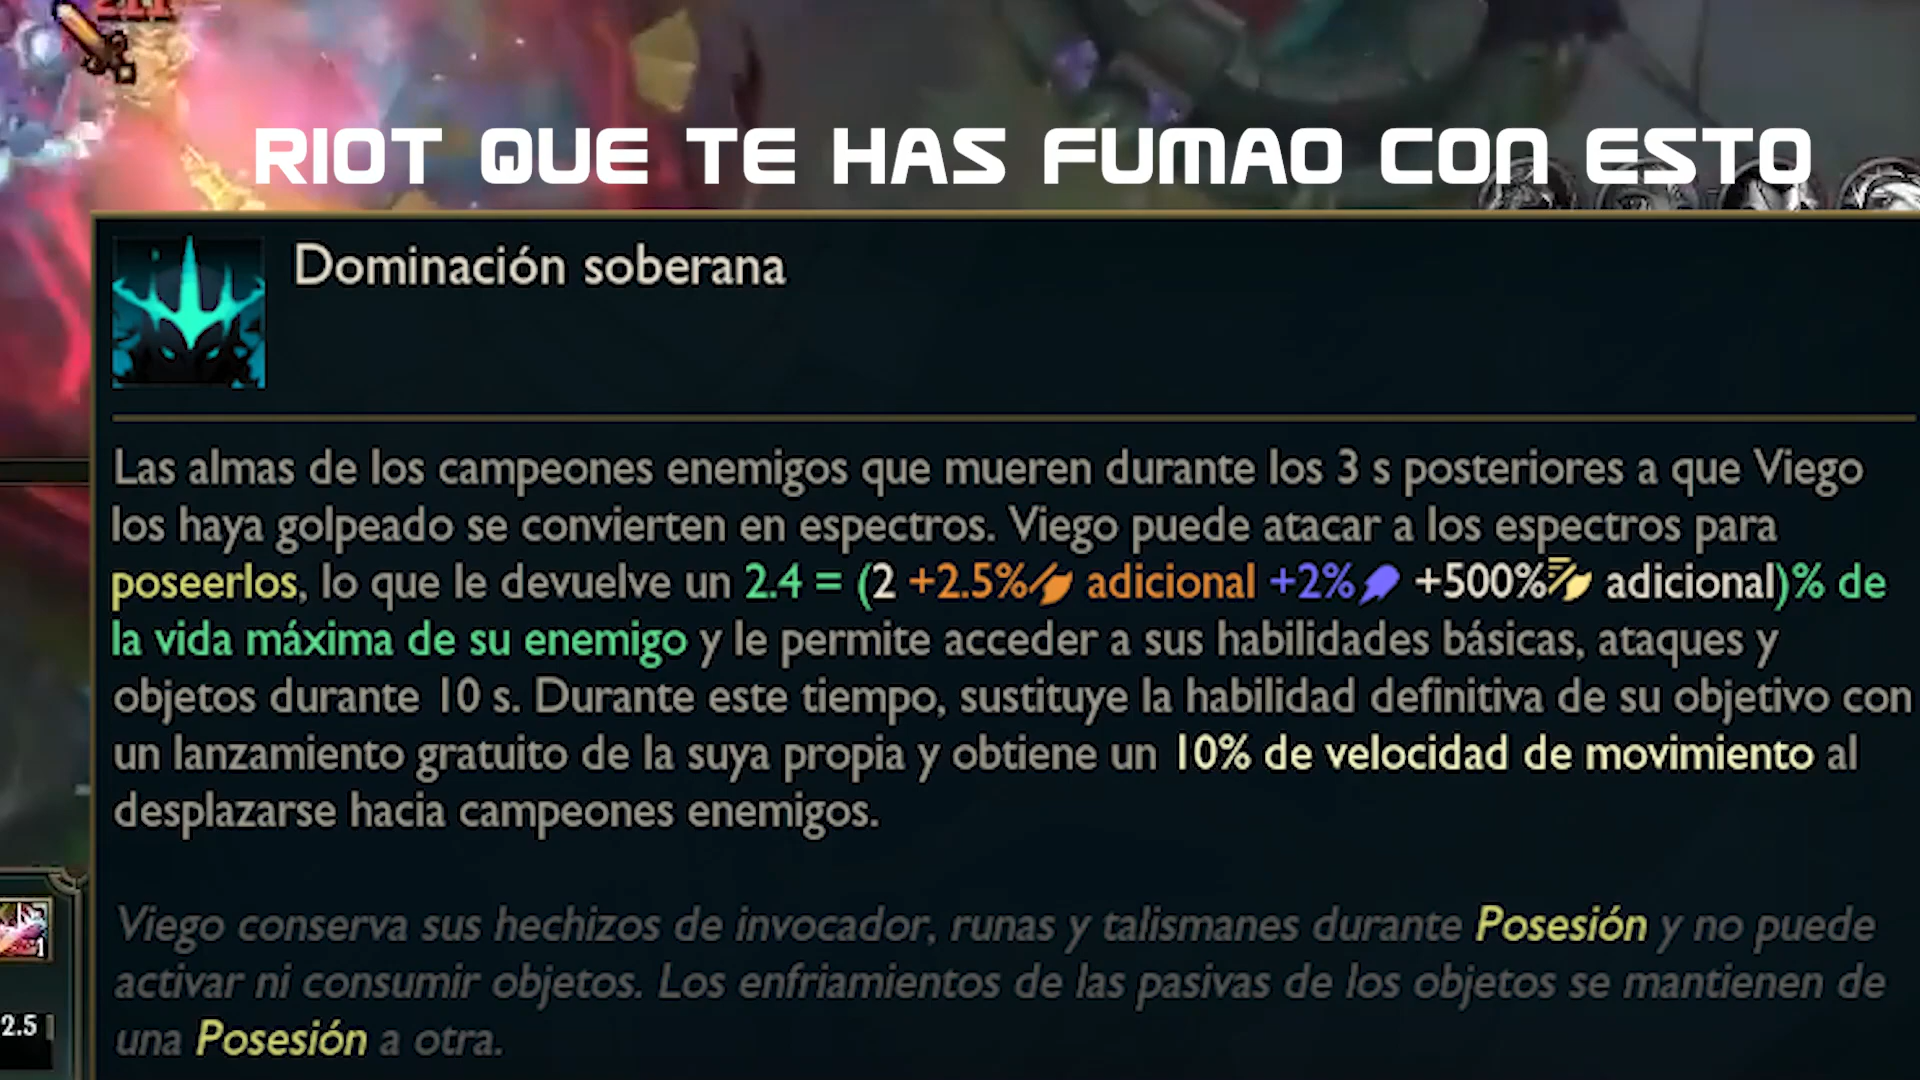 211
RIOT QUE TE HAS FUMAO CON ESTO
Dominación soberana
Las almas de los campeones enemigos que mueren durante los 3 s posteriores a que Viego
los haya golpeado se convierten en espectros. Viego puede atacar a los espectros para
poseerlos, lo que le devuelve un 2.4 = (2 +2.5% adicional +2% +500% adicional)% de
la vida máxima de su enemigo y le permite acceder a sus habilidades básicas, ataques y
objetos durante 10 s. Durante este tiempo, sustituye la habilidad definitiva de su objetivo con
un lanzamiento gratuito de la suya propia y obtiene un 10% de velocidad de movimiento al
desplazarse hacia campeones enemigos.
Viego conserva sus hechizos de invocador, runas y talismanes durante Posesión y no puede
activar ni consumir objetos. Los enfriamientos de las pasivas de los objetos se mantienen de
una Posesión a otra.
1
2.5